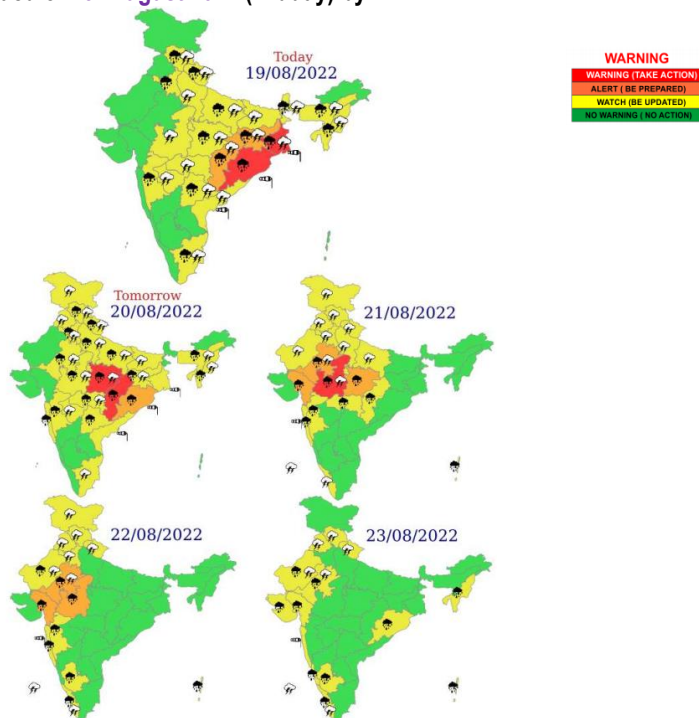 Today
19/08/2022
WARNING
WARNING (TAKE ACTION)
ALERT ( BE PREPARED)
WATCH (BE UPDATED)
NO WARNING ( NO ACTION)
Tomorrow
20/08/2022
21/08/2022
22/08/2022
23/08/2022